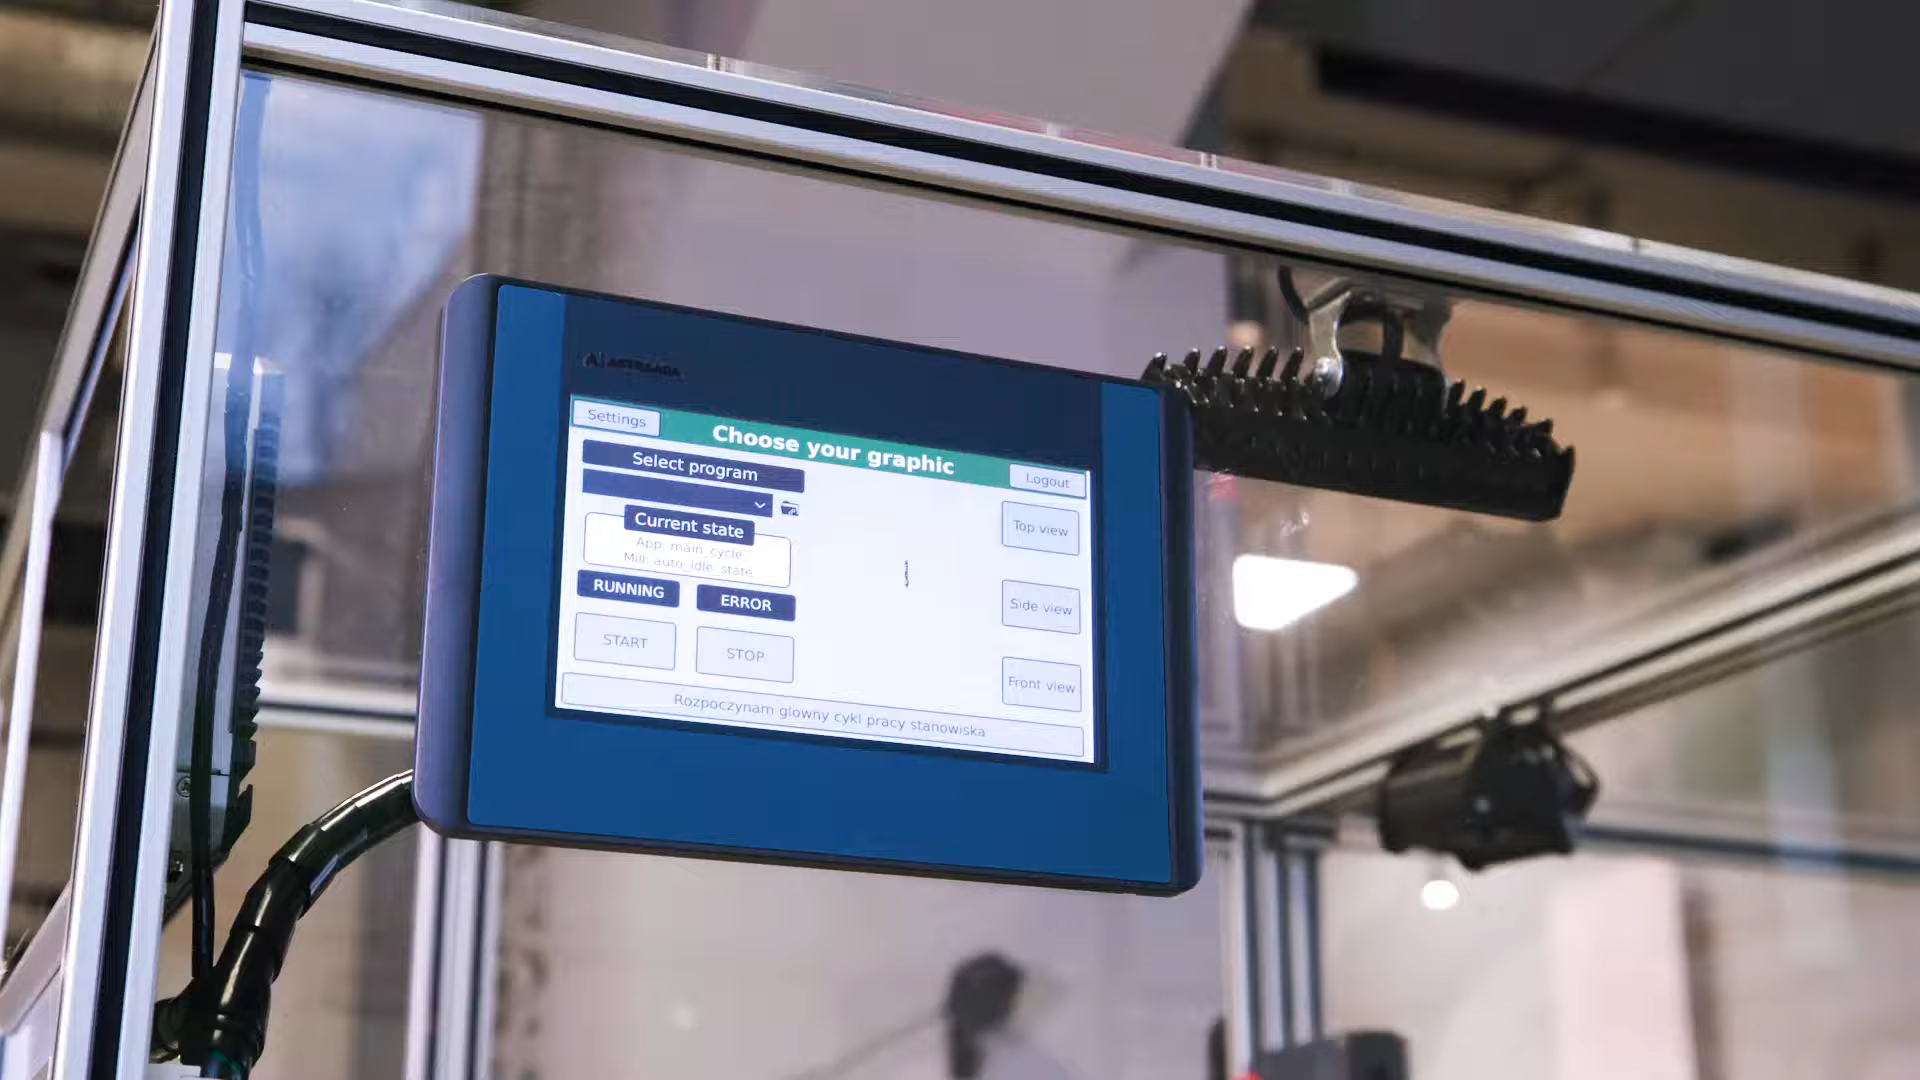 ASTRAADA
Settings
Choose your graphic
Logout
Select program
Current state
App: main_cycle
Mill: auto_idle_state
RUNNING
ERROR
START
STOP
Top view
Side view
Front view
Rozpoczynam glowny cykl pracy stanowiska